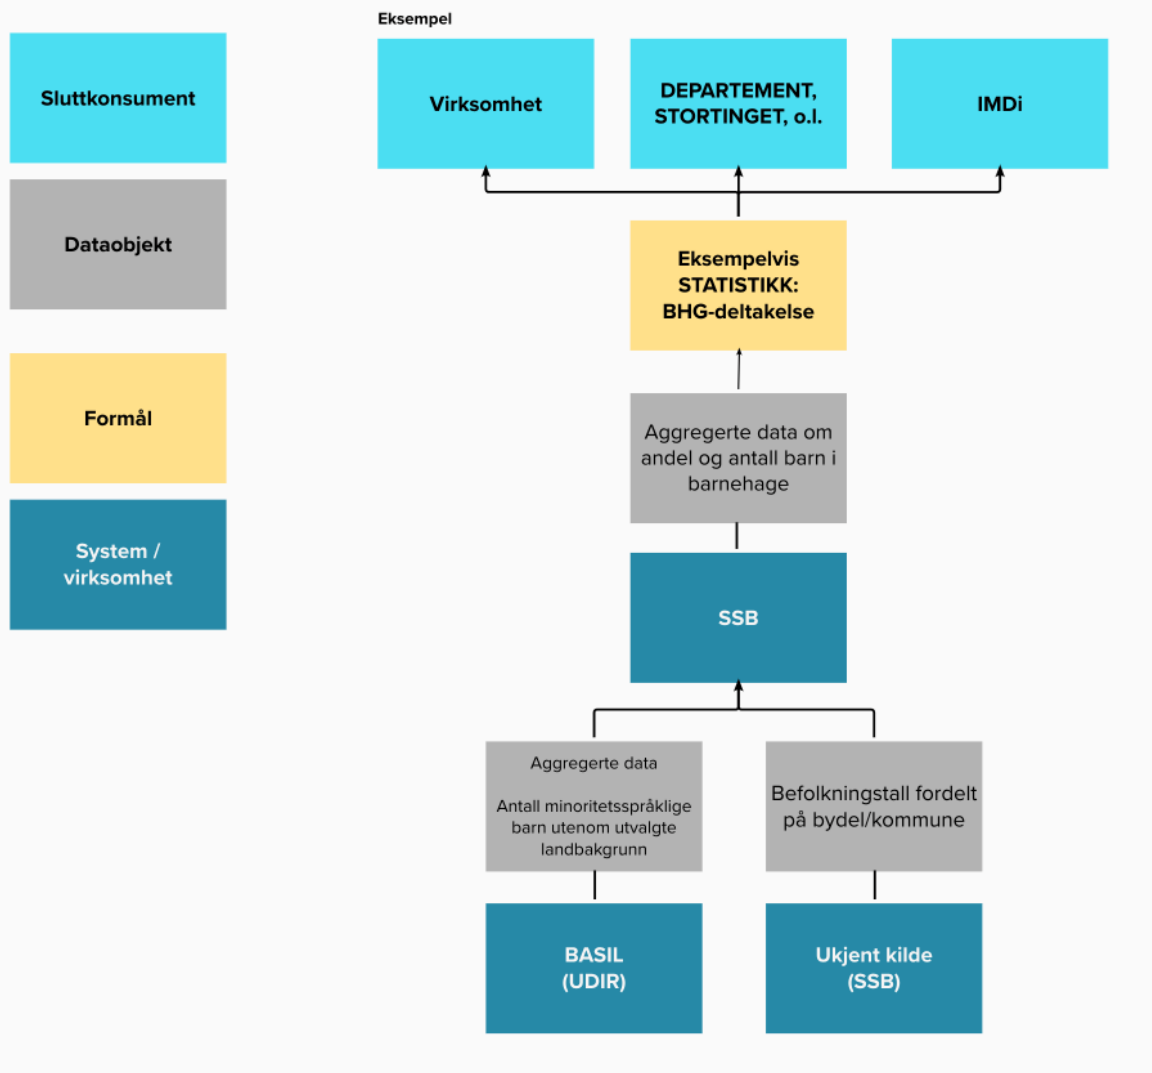 Eksempel
Sluttkonsument
Dataobjekt
Formål
System /
virksomhet
Virksomhet
DEPARTEMENT,
STORTINGET, o.l.
IMDi
Eksempelvis
STATISTIKK:
BHG-deltakelse
Aggregerte data om
andel og antall barn i
barnehage
SSB
Aggregerte data
Antall minoritetsspråklige
barn utenom utvalgte
landbakgrunn
Befolkningstall fordelt
på bydel/kommune
BASIL
(UDIR)
Ukjent kilde
(SSB)